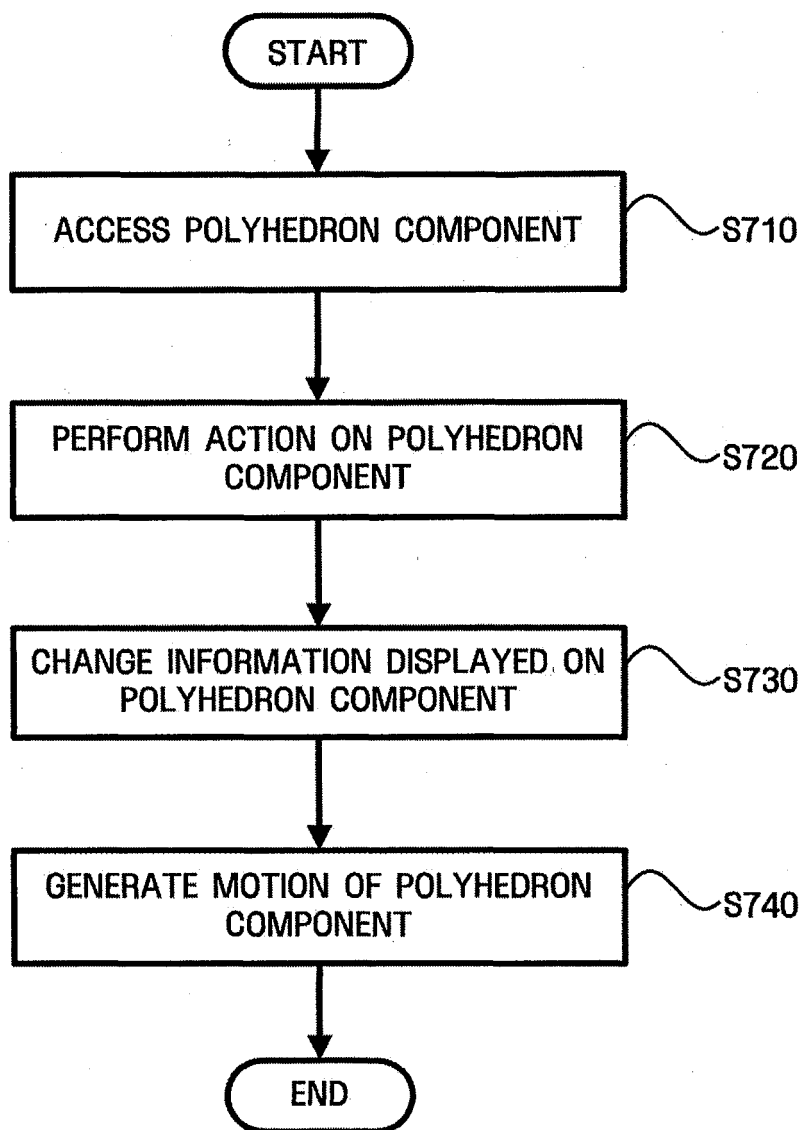 START
ACCESS POLYHEDRON COMPONENT
S710
PERFORM ACTION ON POLYHEDRON
COMPONENT
S720
CHANGE INFORMATION DISPLAYED ON
POLYHEDRON COMPONENT
S730
GENERATE MOTION OF POLYHEDRON
COMPONENT
S740
END